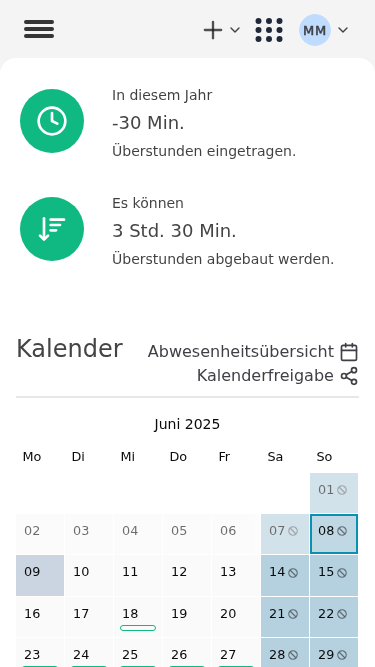 MM
In diesem Jahr
-30 Min.
Überstunden eingetragen.
Es können
3 Std. 30 Min.
Überstunden abgebaut werden.
Kalender
Abwesenheitsübersicht
Kalenderfreigabe
Juni 2025
Mo Di Mi Do Fr Sa So
01
02 03 04 05 06 07 08
09 10 11 12 13 14 15
16 17 18 19 20 21 22
23 24 25 26 27 28 29